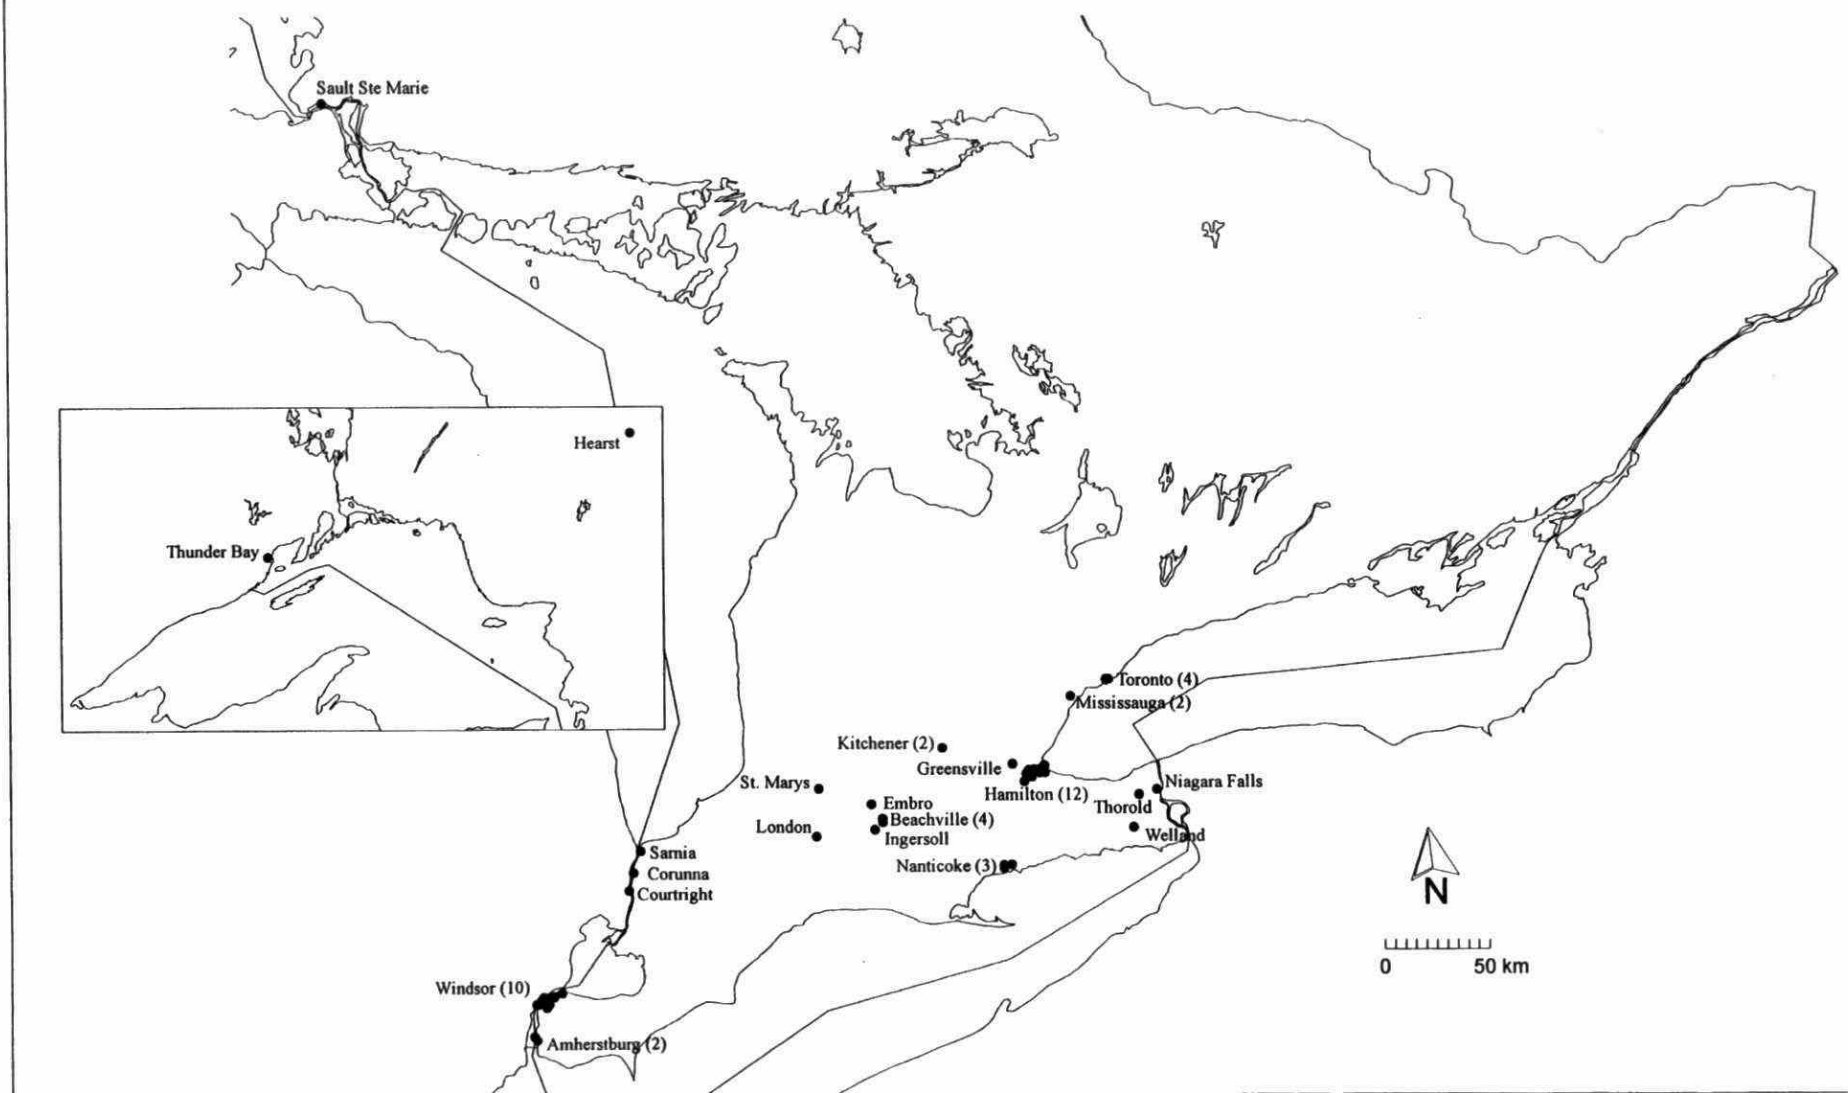 Sault Ste Marie
Hearst
Thunder Bay
Toronto (4)
Mississauga (2)
Kitchener (2)
Greensville
Hamilton (12)
Niagara Falls
Thorold
Welland
St. Marys
Embro
Beachville (4)
Ingersoll
London
Nanticoke (3)
Sarnia
Corunna
Courtright
Windsor (10)
Amherstburg (2)
N
0 50 km